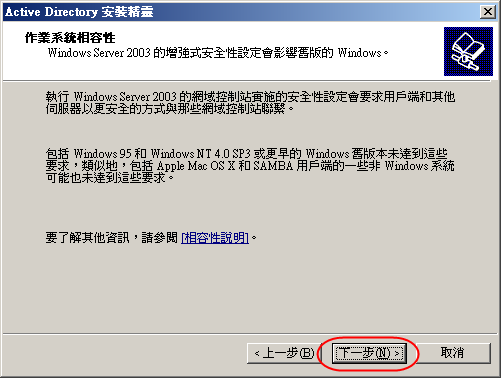 Active Directory 安裝精靈
作業系統相容性
Windows Server 2003 的增強式安全性設定會影響舊版的 Windows。
執行 Windows Server 2003 的網域控制站實施的安全性設定會要求用戶端和其他
伺服器以更安全的方式與那些網域控制站聯繫。
包括 Windows 95 和 Windows NT 4.0 SP3 或更早的 Windows 舊版本未達到這些
要求，類似地，包括 Apple Mac OS X 和 SAMBA 用戶端的一些非 Windows 系統
可能也未達到這些要求。
要了解其他資訊，請參閱 [相容性說明]。
< 上一步(B) 下一步(N) > 取消